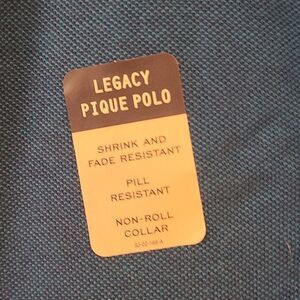 LEGACY
PIQUE POLO
SHRINK AND
FADE RESISTANT
PILL
RESISTANT
NON-ROLL
COLLAR